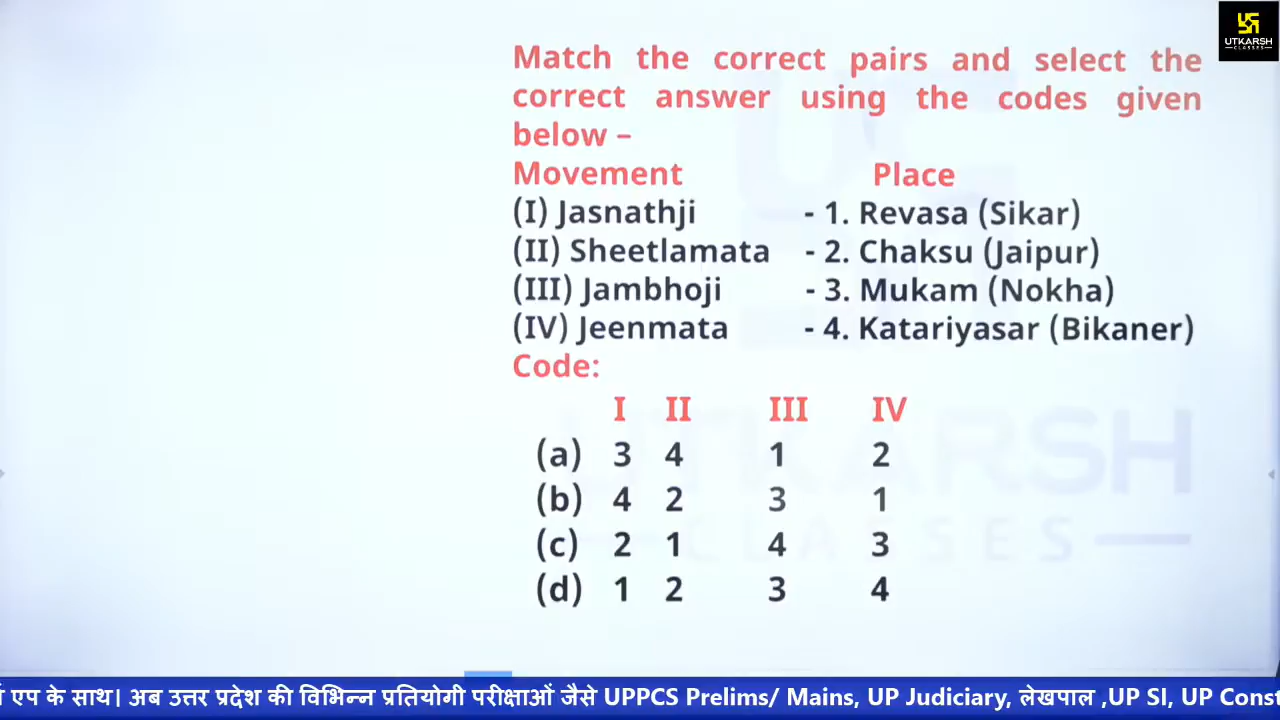 UTKARSH
CLASSES
Match the correct pairs and select the
correct answer using the codes given
below –
Movement Place
(I) Jasnathji - 1. Revasa (Sikar)
(II) Sheetlamata - 2. Chaksu (Jaipur)
(III) Jambhoji - 3. Mukam (Nokha)
(IV) Jeenmata - 4. Katariyasar (Bikaner)
Code:
I II III IV
(a) 3 4 1 2
(b) 4 2 3 1
(c) 2 1 4 3
(d) 1 2 3 4
UTKARSH
CLASSES
एप के साथ। अब उत्तर प्रदेश की विभिन्न प्रतियोगी परीक्षाओं जैसे UPPCS Prelims/ Mains, UP Judiciary, लेखपाल ,UP SI, UP Const